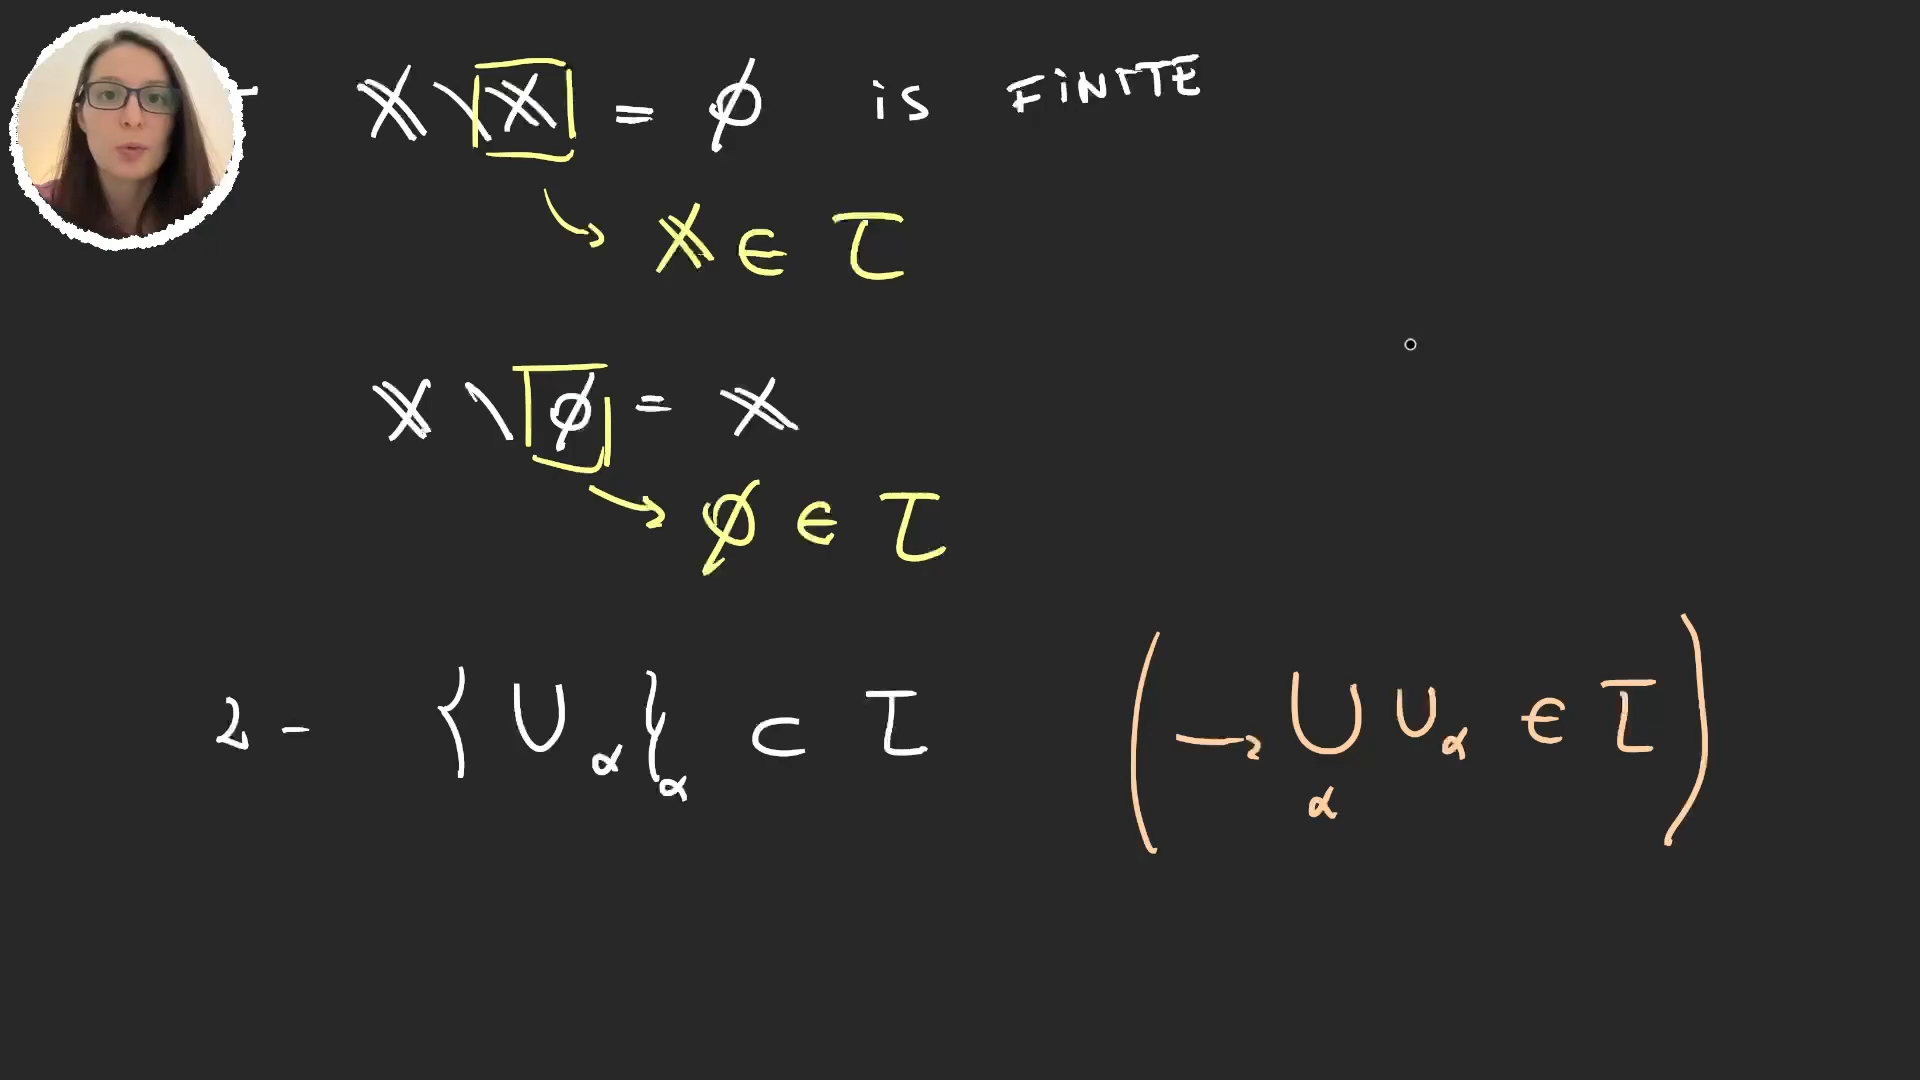 - 𝕏 \ 𝕏 = ∅ is FINITE
→ 𝕏 ∈ τ
𝕏 \ ∅ = 𝕏
→ ∅ ∈ τ
2 - { U_α }_α ⊂ τ ( → ⋃_α U_α ∈ τ )